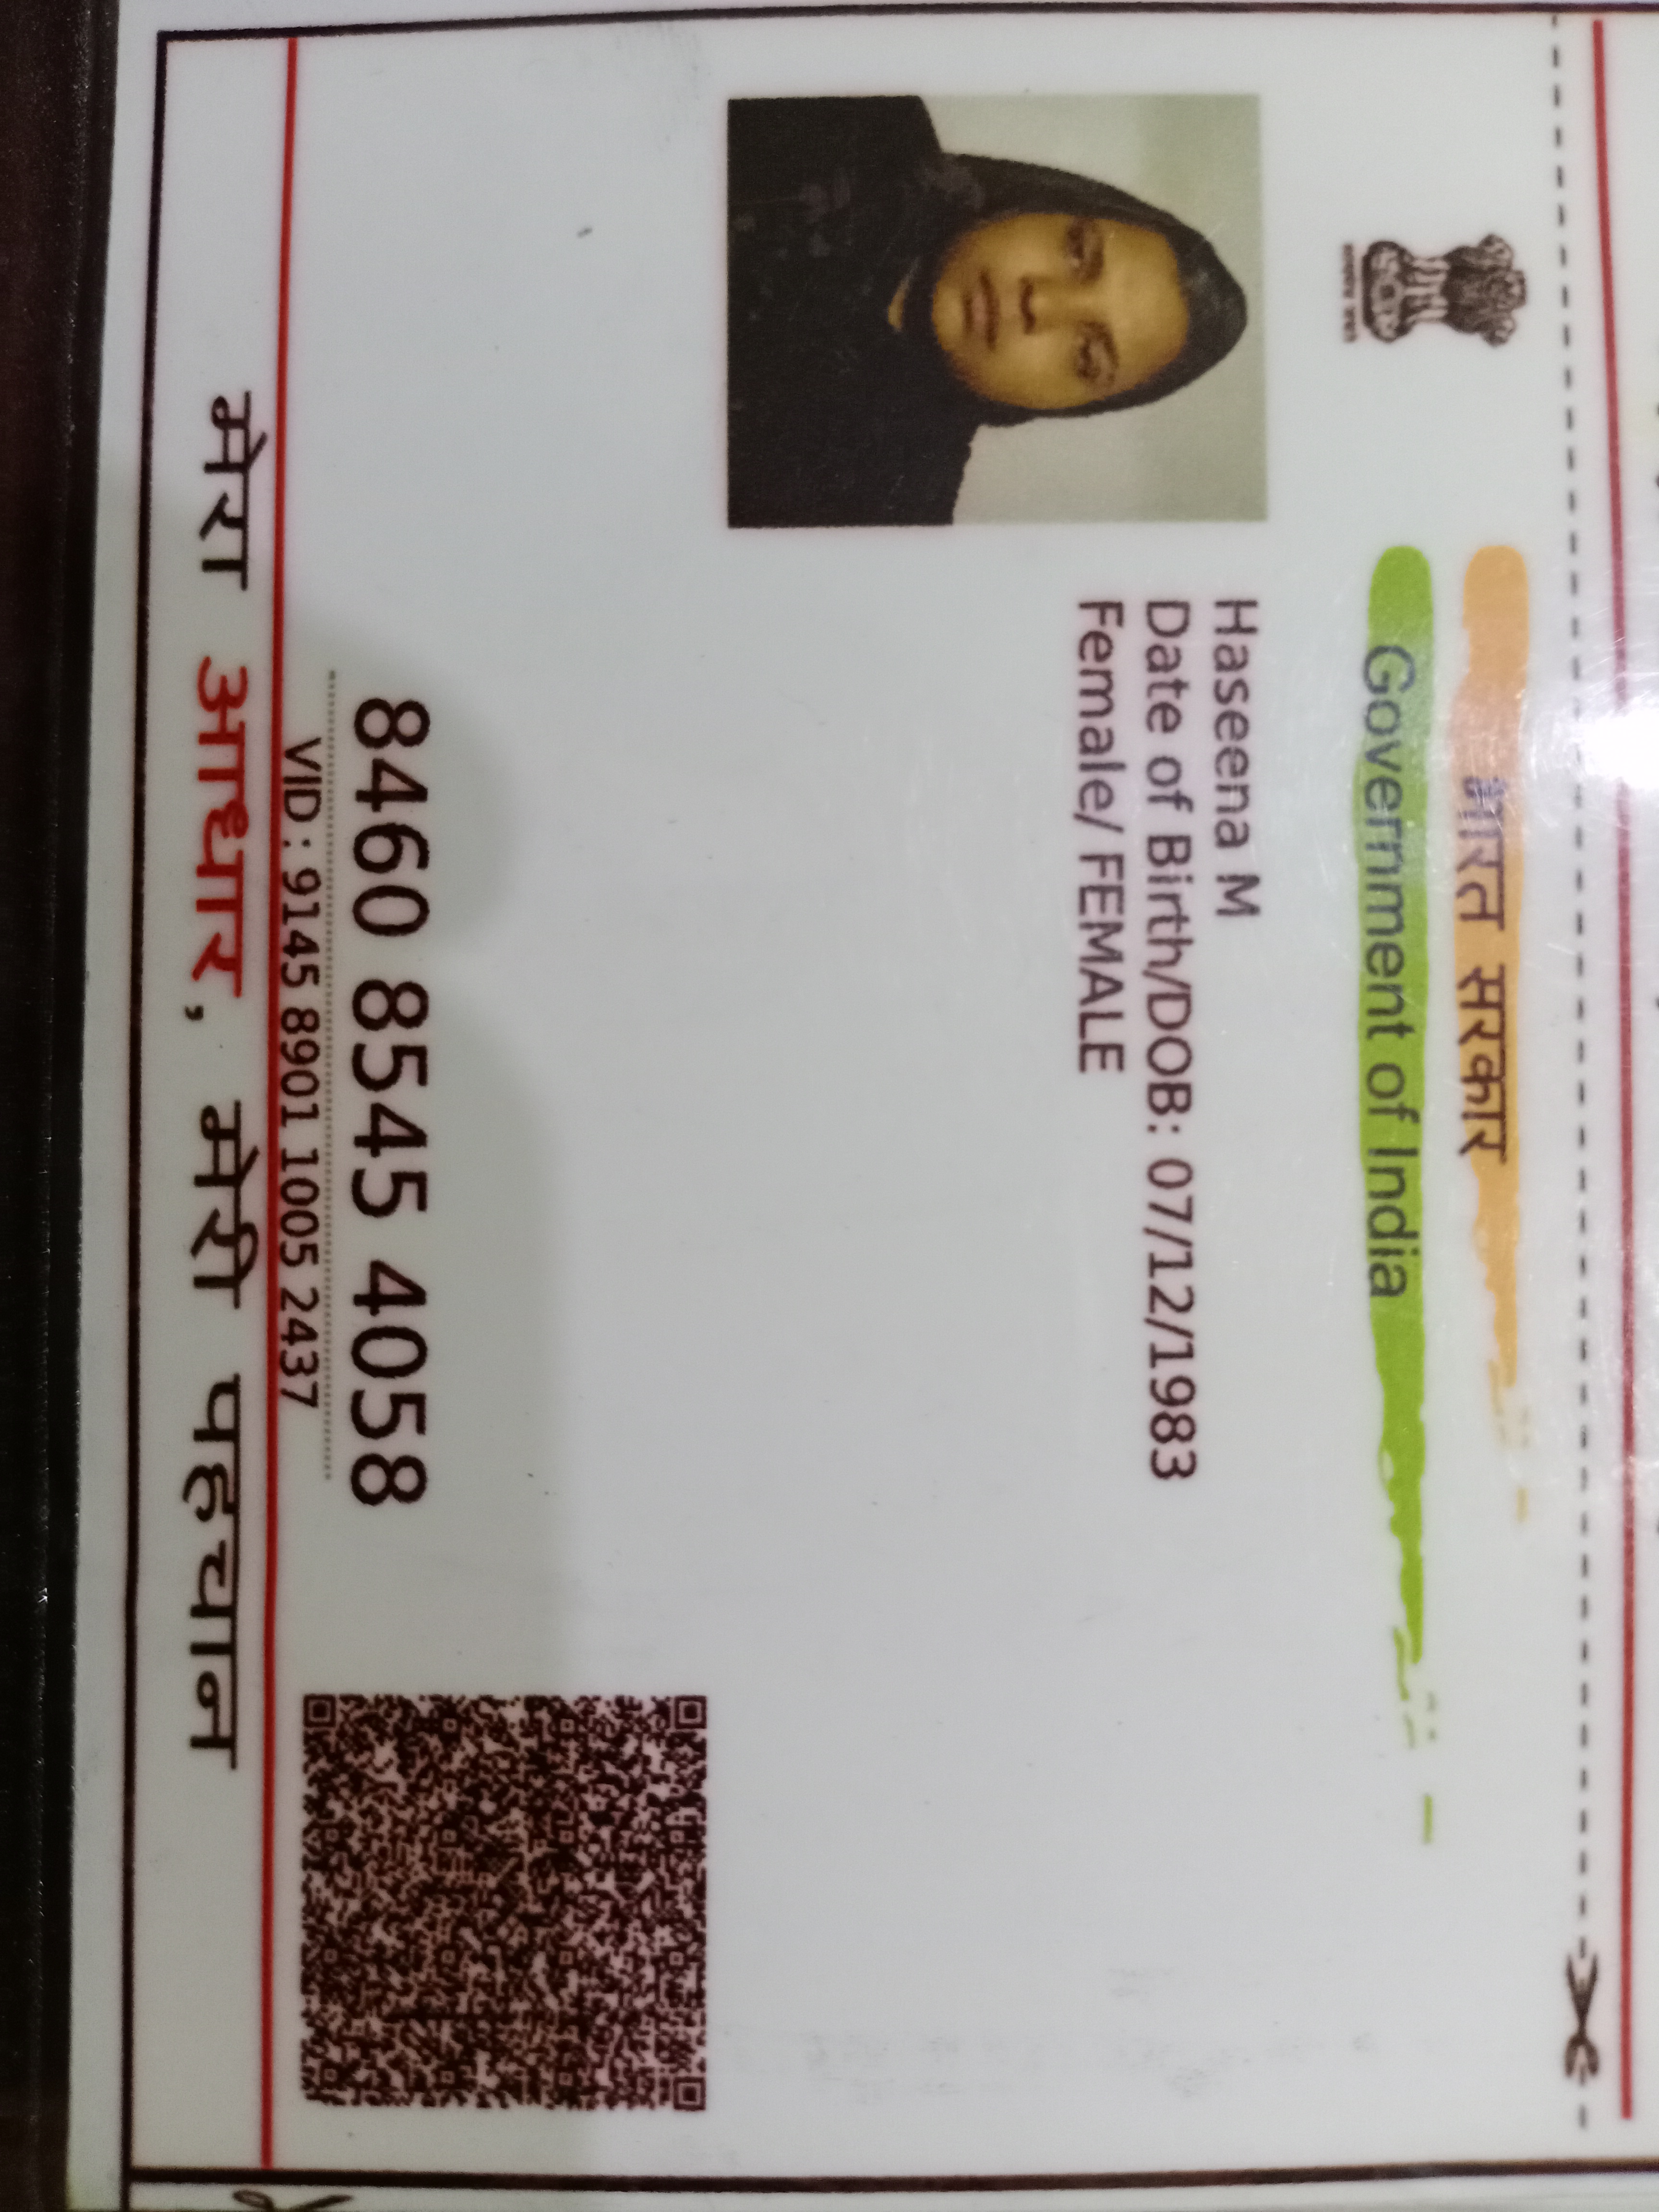 भारत सरकार
Government of India
Haseena M
Date of Birth/DOB: 07/12/1983
Female/ FEMALE
8460 8545 4058
VID : 9145 8901 1005 2437
मेरा आधार, मेरी पहचान